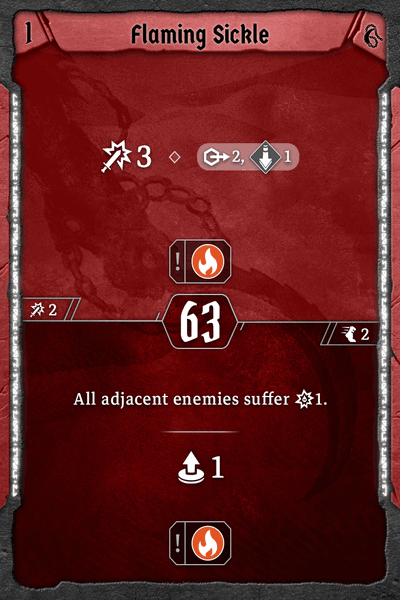 1 Flaming Sickle
3 2, 1
!
2 63 2
All adjacent enemies suffer 1.
1
!